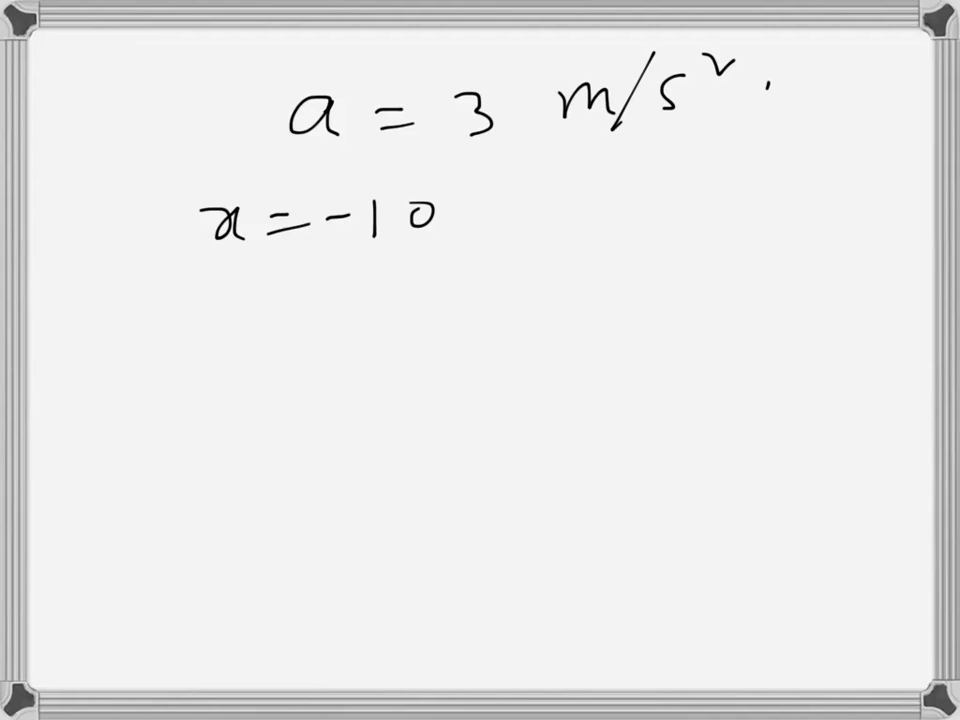 a = 3 m/s².
x = -10